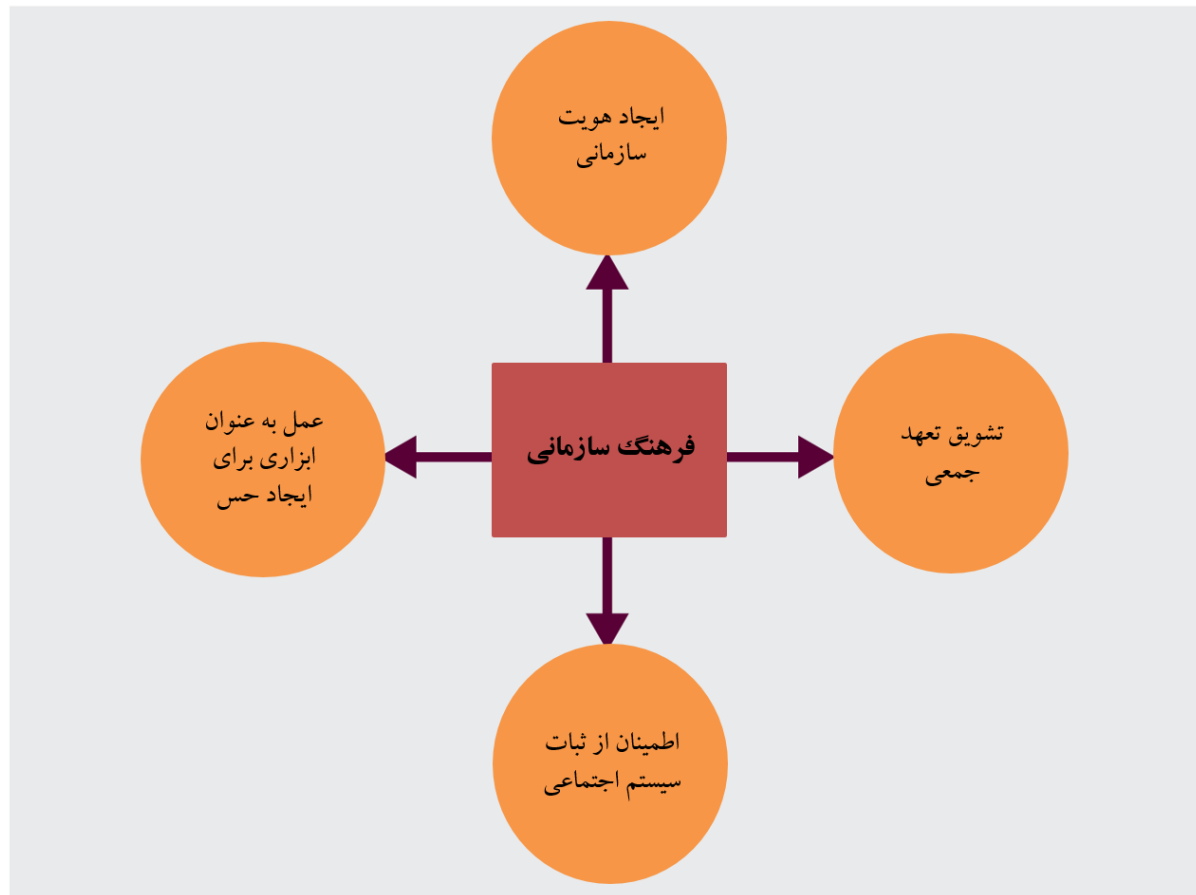 ایجاد هویت
سازمانی
تشویق تعهد
جمعی
فرهنگ سازمانی
عمل به عنوان
ابزاری برای
ایجاد حس
اطمینان از ثبات
سیستم اجتماعی